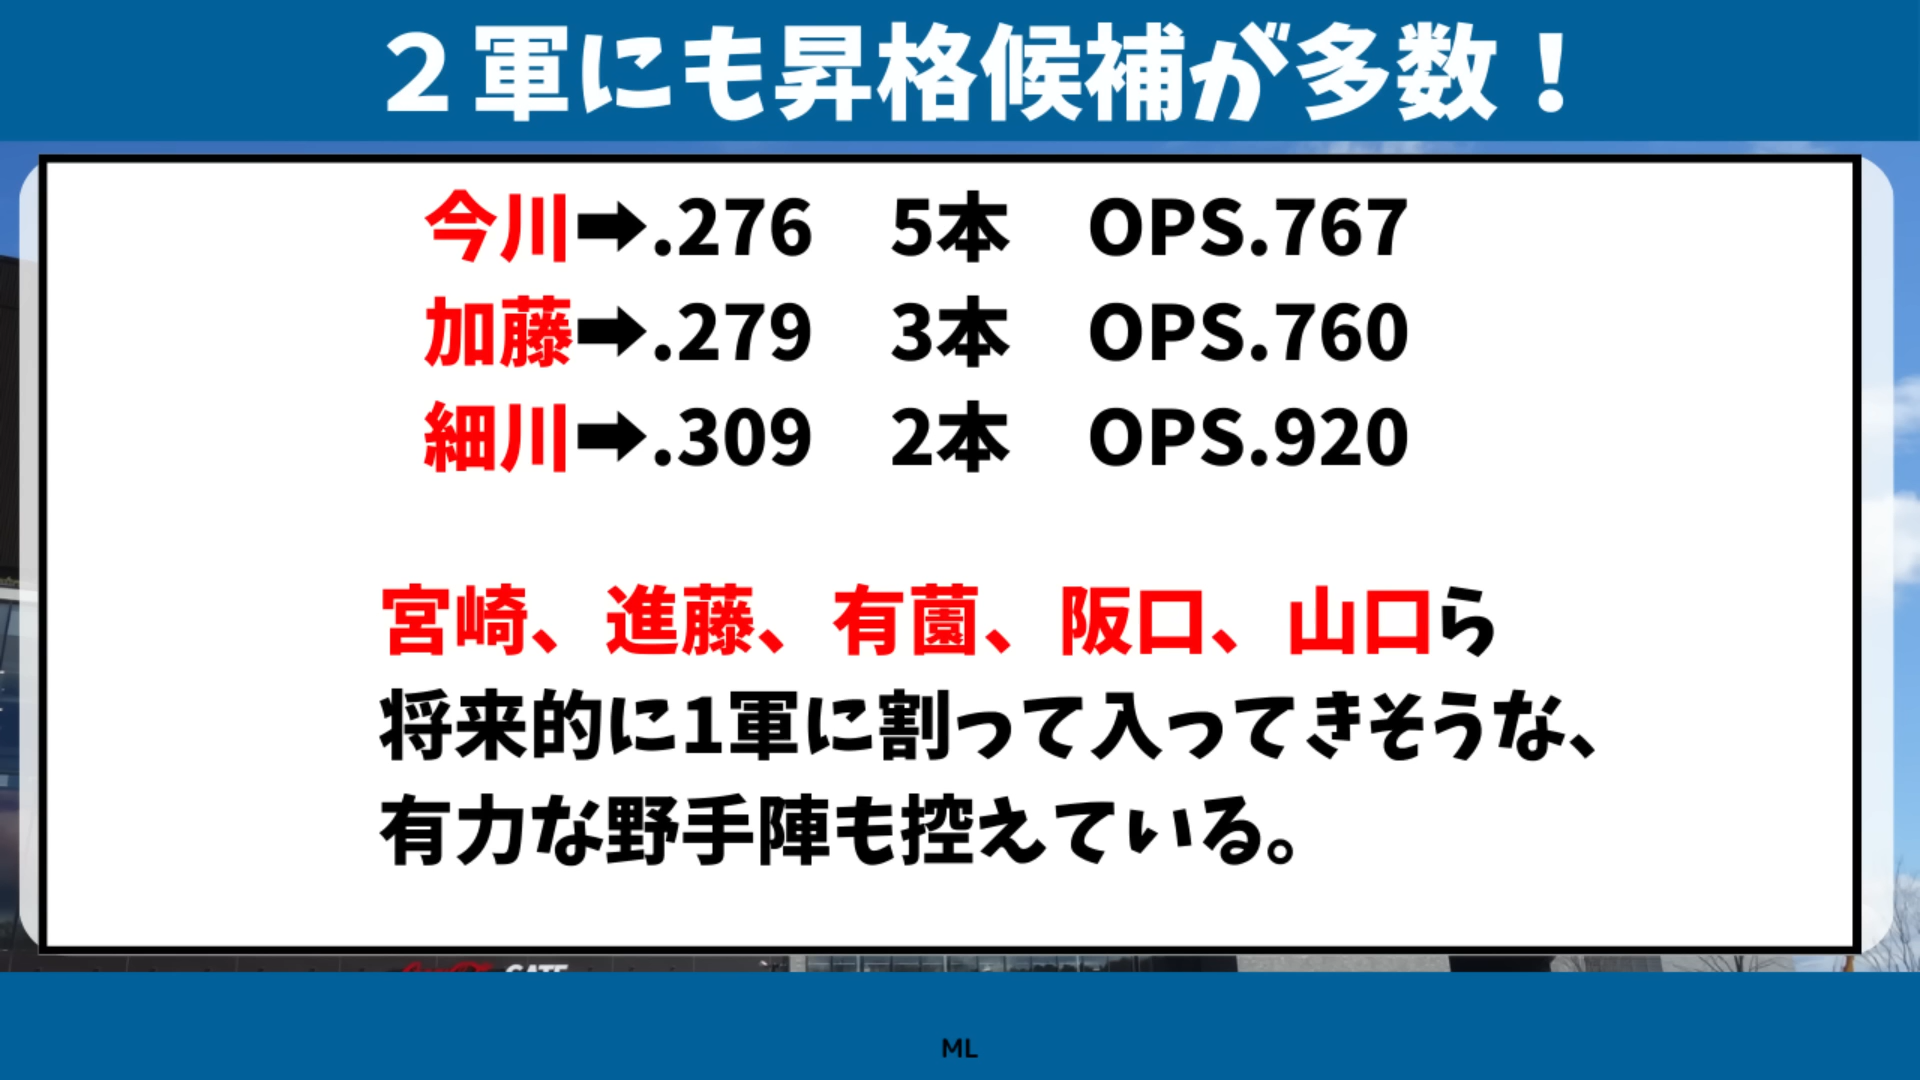 ２軍にも昇格候補が多数！
今川➡.276　5本　OPS.767
加藤➡.279　3本　OPS.760
細川➡.309　2本　OPS.920
宮崎、進藤、有薗、阪口、山口ら
将来的に1軍に割って入ってきそうな、
有力な野手陣も控えている。
GATE
ML